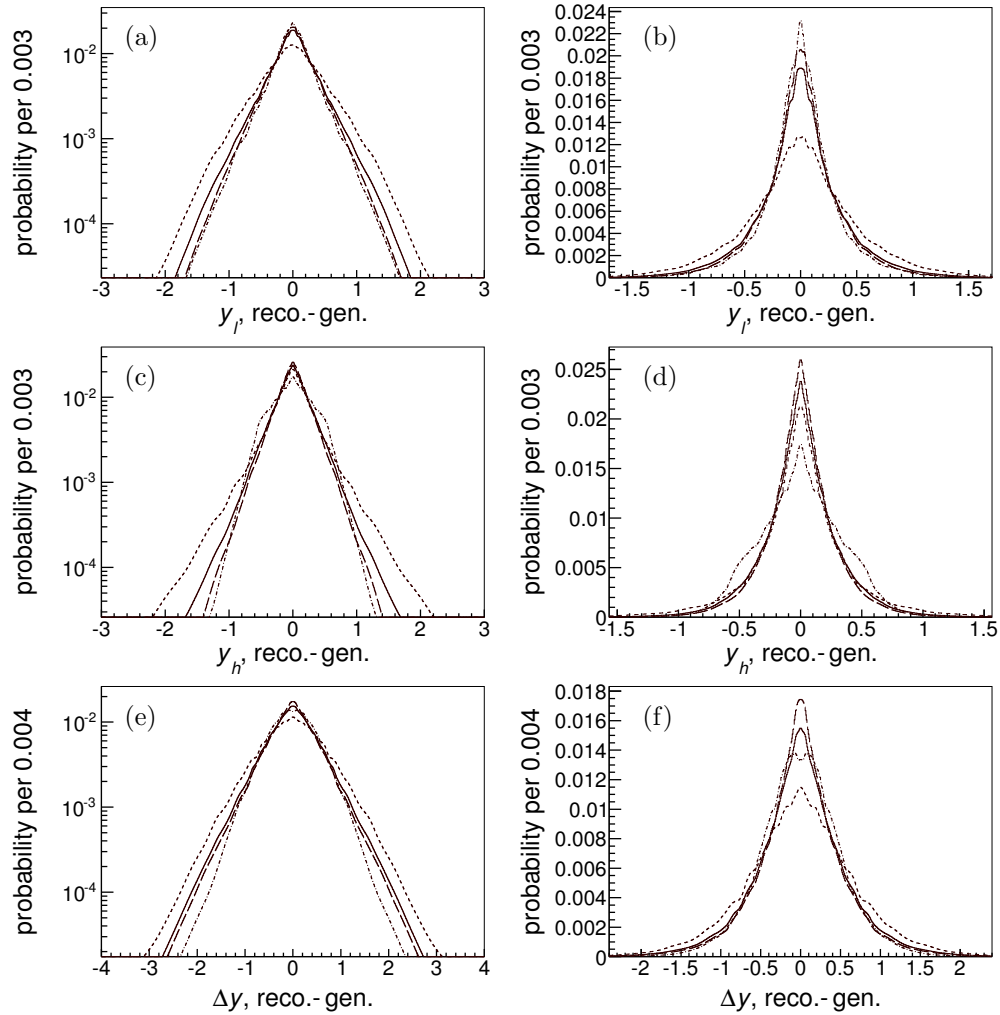 (a)
probability per 0.003
10⁻²
10⁻³
10⁻⁴
-3 -2 -1 0 1 2 3
y_l, reco.-gen.
(b)
probability per 0.003
0.024
0.022
0.02
0.018
0.016
0.014
0.012
0.01
0.008
0.006
0.004
0.002
0
-1.5 -1 -0.5 0 0.5 1 1.5
y_l, reco.-gen.
(c)
probability per 0.003
10⁻²
10⁻³
10⁻⁴
-3 -2 -1 0 1 2 3
y_h, reco.-gen.
(d)
probability per 0.003
0.025
0.02
0.015
0.01
0.005
0
-1.5 -1 -0.5 0 0.5 1 1.5
y_h, reco.-gen.
(e)
probability per 0.004
10⁻²
10⁻³
10⁻⁴
-4 -3 -2 -1 0 1 2 3 4
Δy, reco.-gen.
(f)
probability per 0.004
0.018
0.016
0.014
0.012
0.01
0.008
0.006
0.004
0.002
0
-2 -1.5 -1 -0.5 0 0.5 1 1.5 2
Δy, reco.-gen.